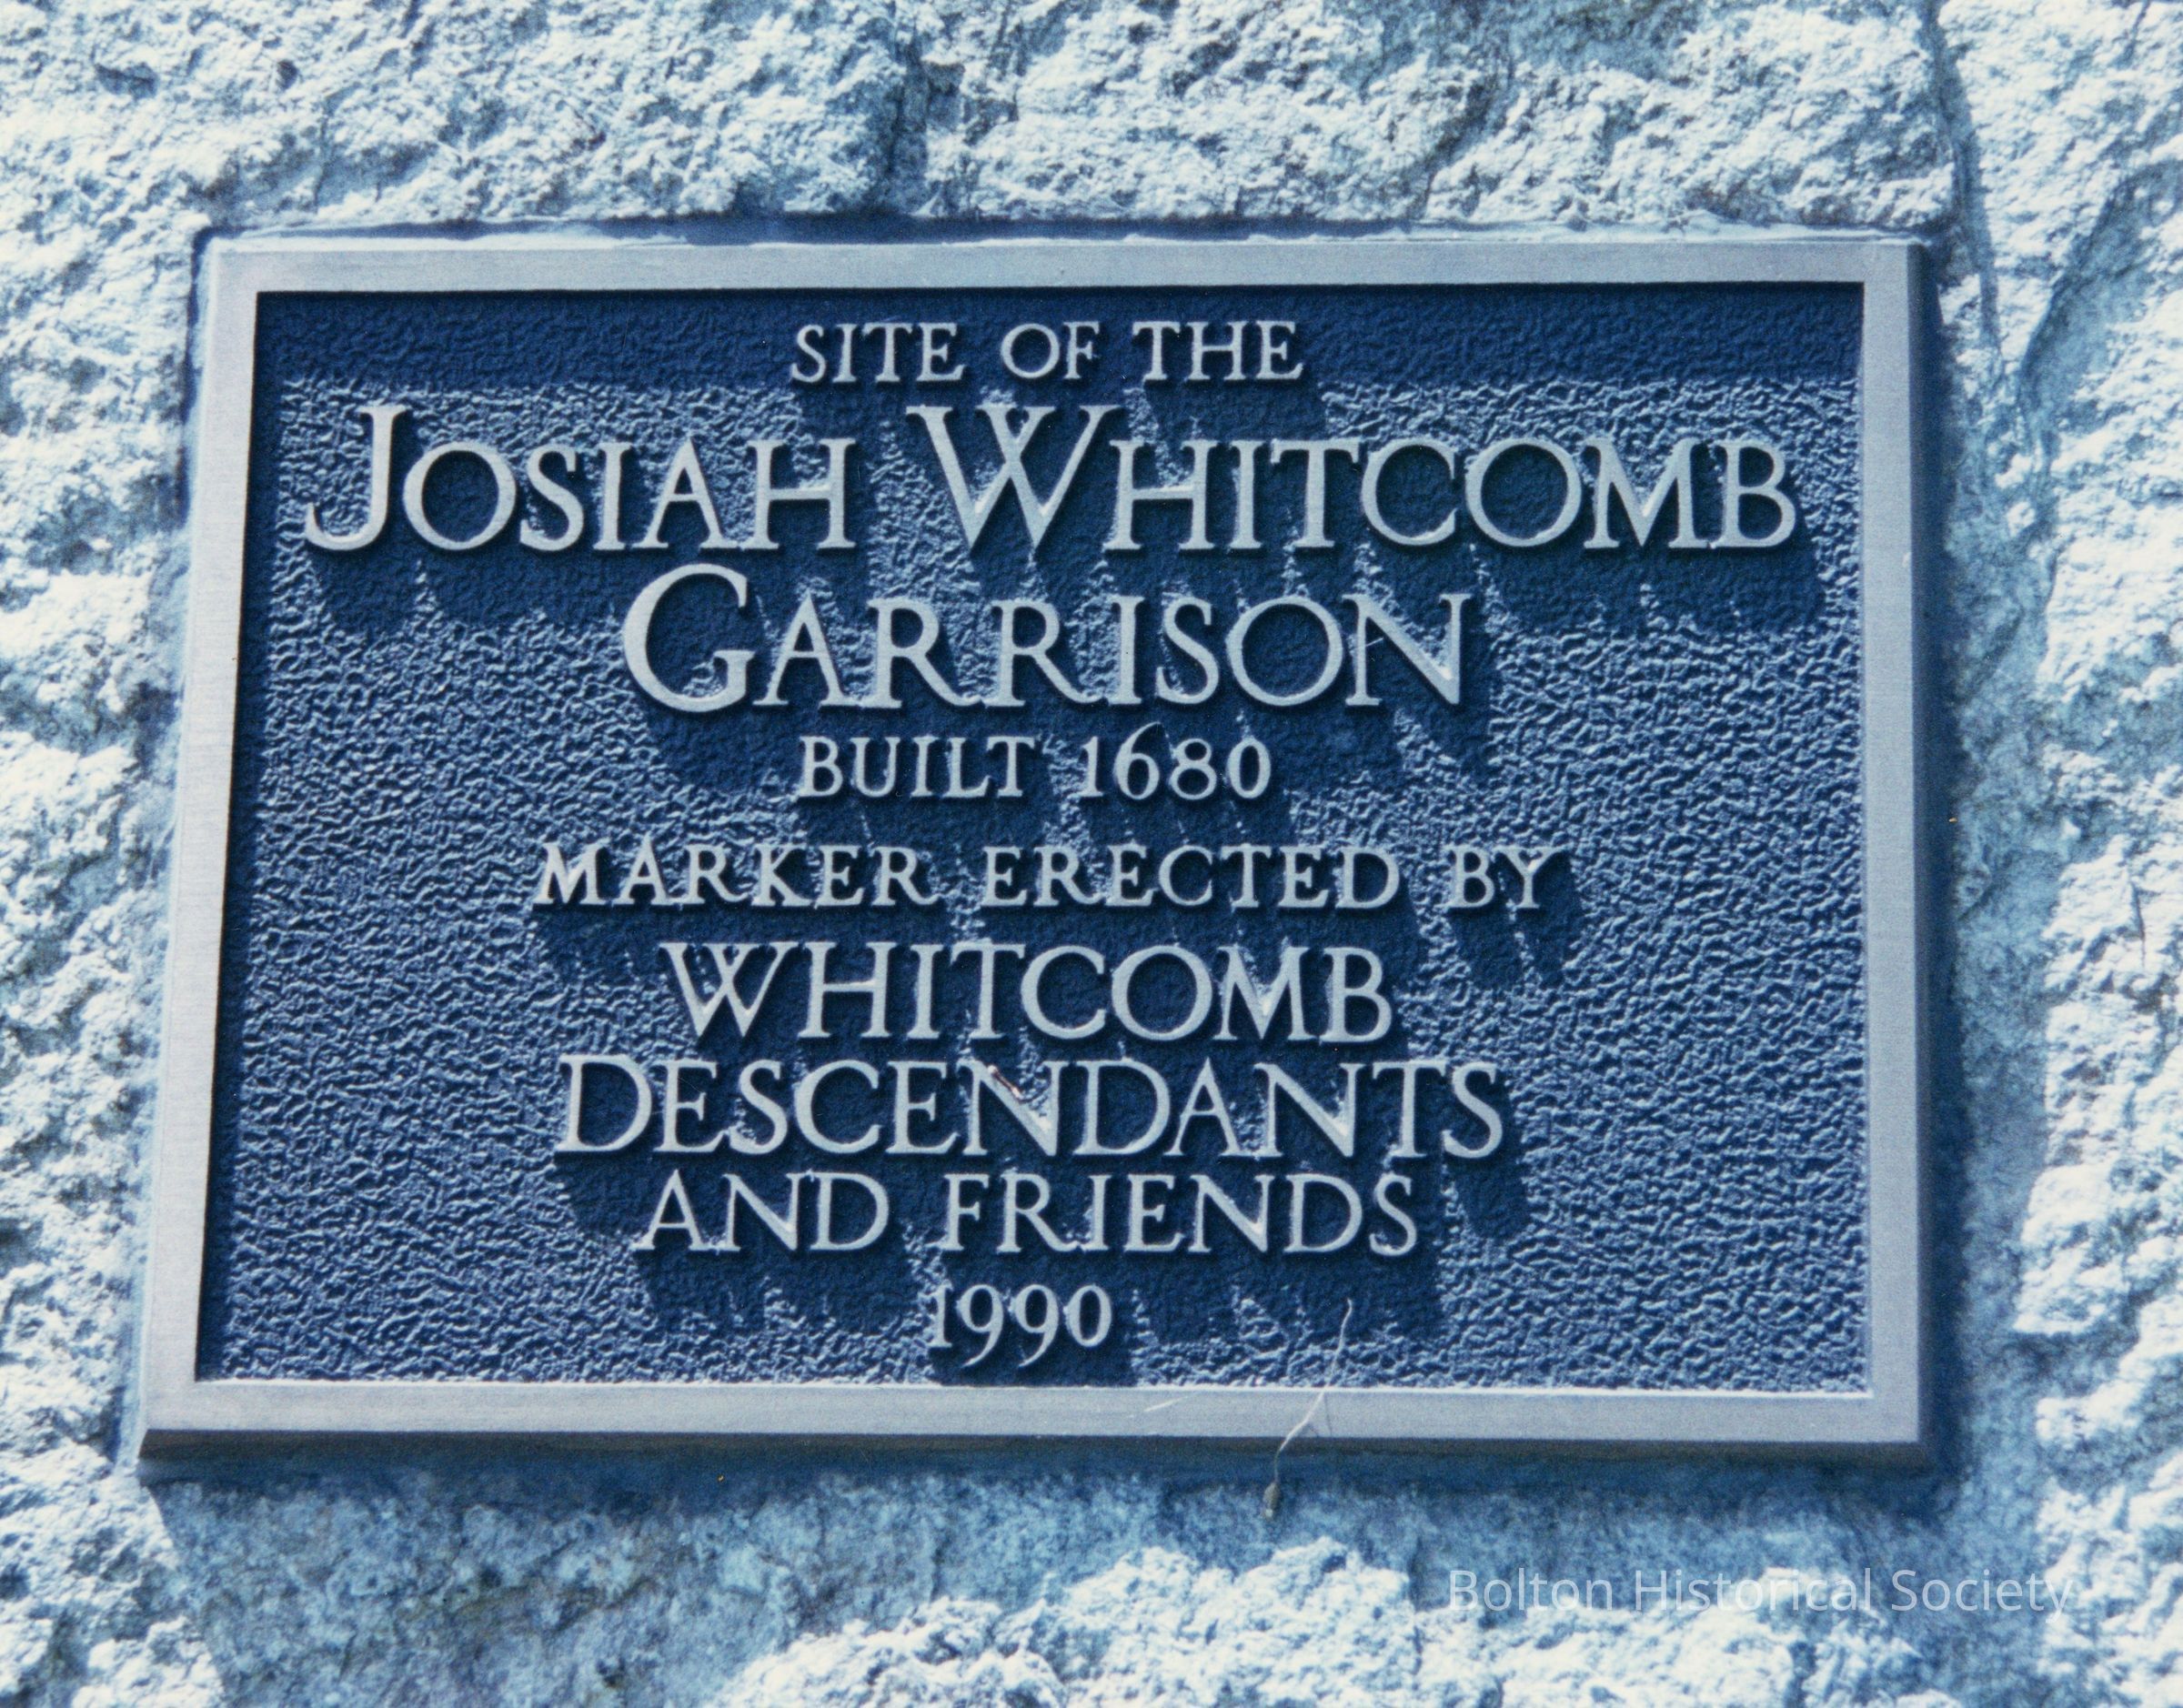 SITE OF THE
JOSIAH WHITCOMB
GARRISON
BUILT 1680
MARKER ERECTED BY
WHITCOMB
DESCENDANTS
AND FRIENDS
1990
Bolton Historical Society